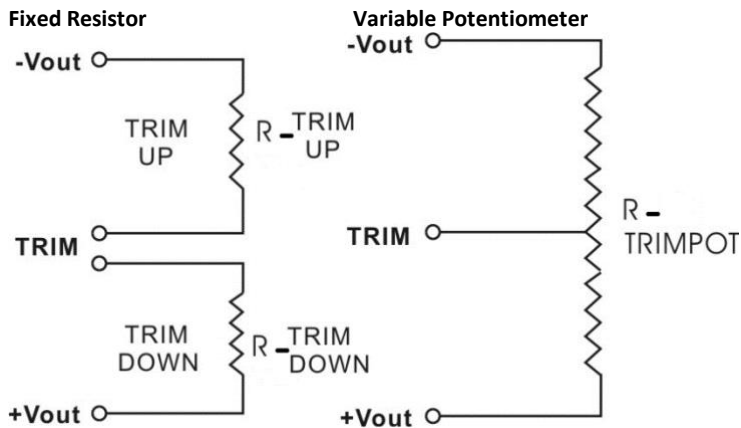 Fixed Resistor
-Vout
TRIM
UP
R - TRIM
UP
TRIM
TRIM
DOWN
R - TRIM
DOWN
+Vout
Variable Potentiometer
-Vout
TRIM
R -
TRIMPOT
+Vout